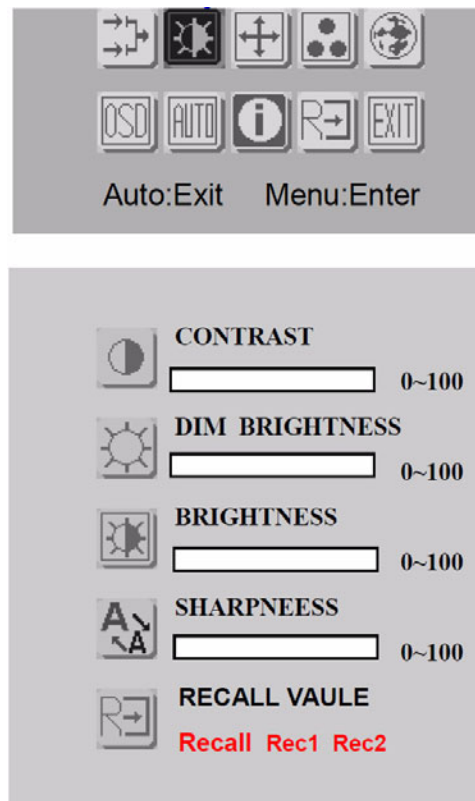 OSD AUTO i R EXIT
Auto:Exit Menu:Enter
CONTRAST
0~100
DIM BRIGHTNESS
0~100
BRIGHTNESS
0~100
SHARPNEESS
A A
0~100
RECALL VAULE
R
Recall Rec1 Rec2